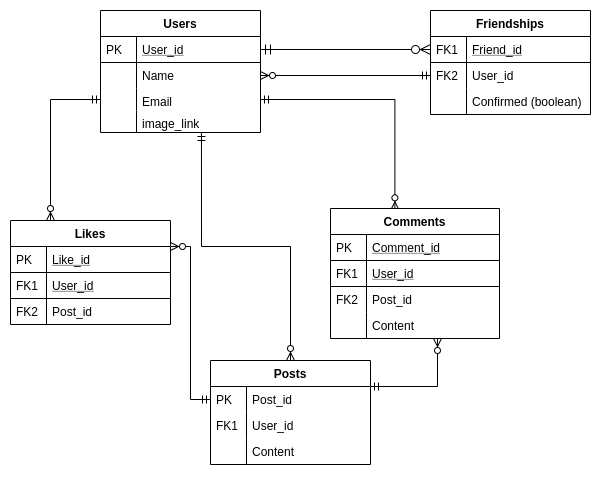 Users
PK User_id
Name
Email
image_link
Friendships
FK1 Friend_id
FK2 User_id
Confirmed (boolean)
Likes
PK Like_id
FK1 User_id
FK2 Post_id
Comments
PK Comment_id
FK1 User_id
FK2 Post_id
Content
Posts
PK Post_id
FK1 User_id
Content